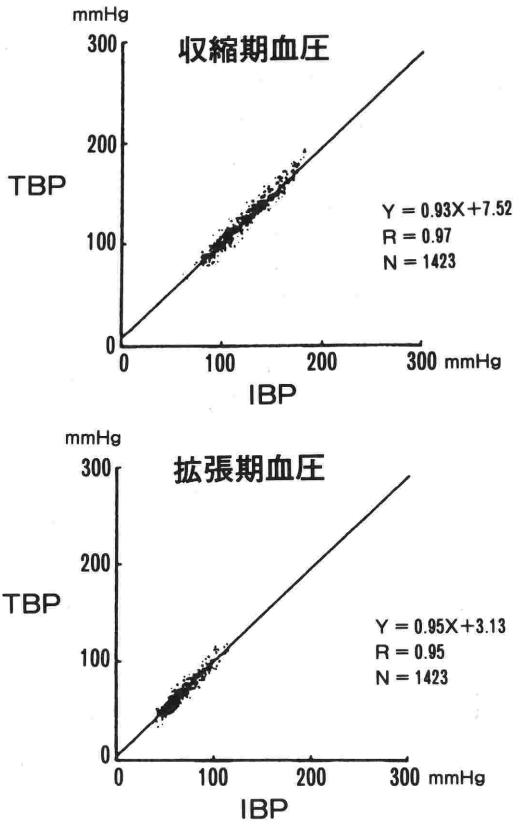 mmHg
収縮期血圧
300
200
TBP
100
0
Y = 0.93X+7.52
R = 0.97
N = 1423
0 100 200 300 mmHg
IBP
mmHg
拡張期血圧
300
200
TBP
100
0
Y = 0.95X+3.13
R = 0.95
N = 1423
0 100 200 300 mmHg
IBP